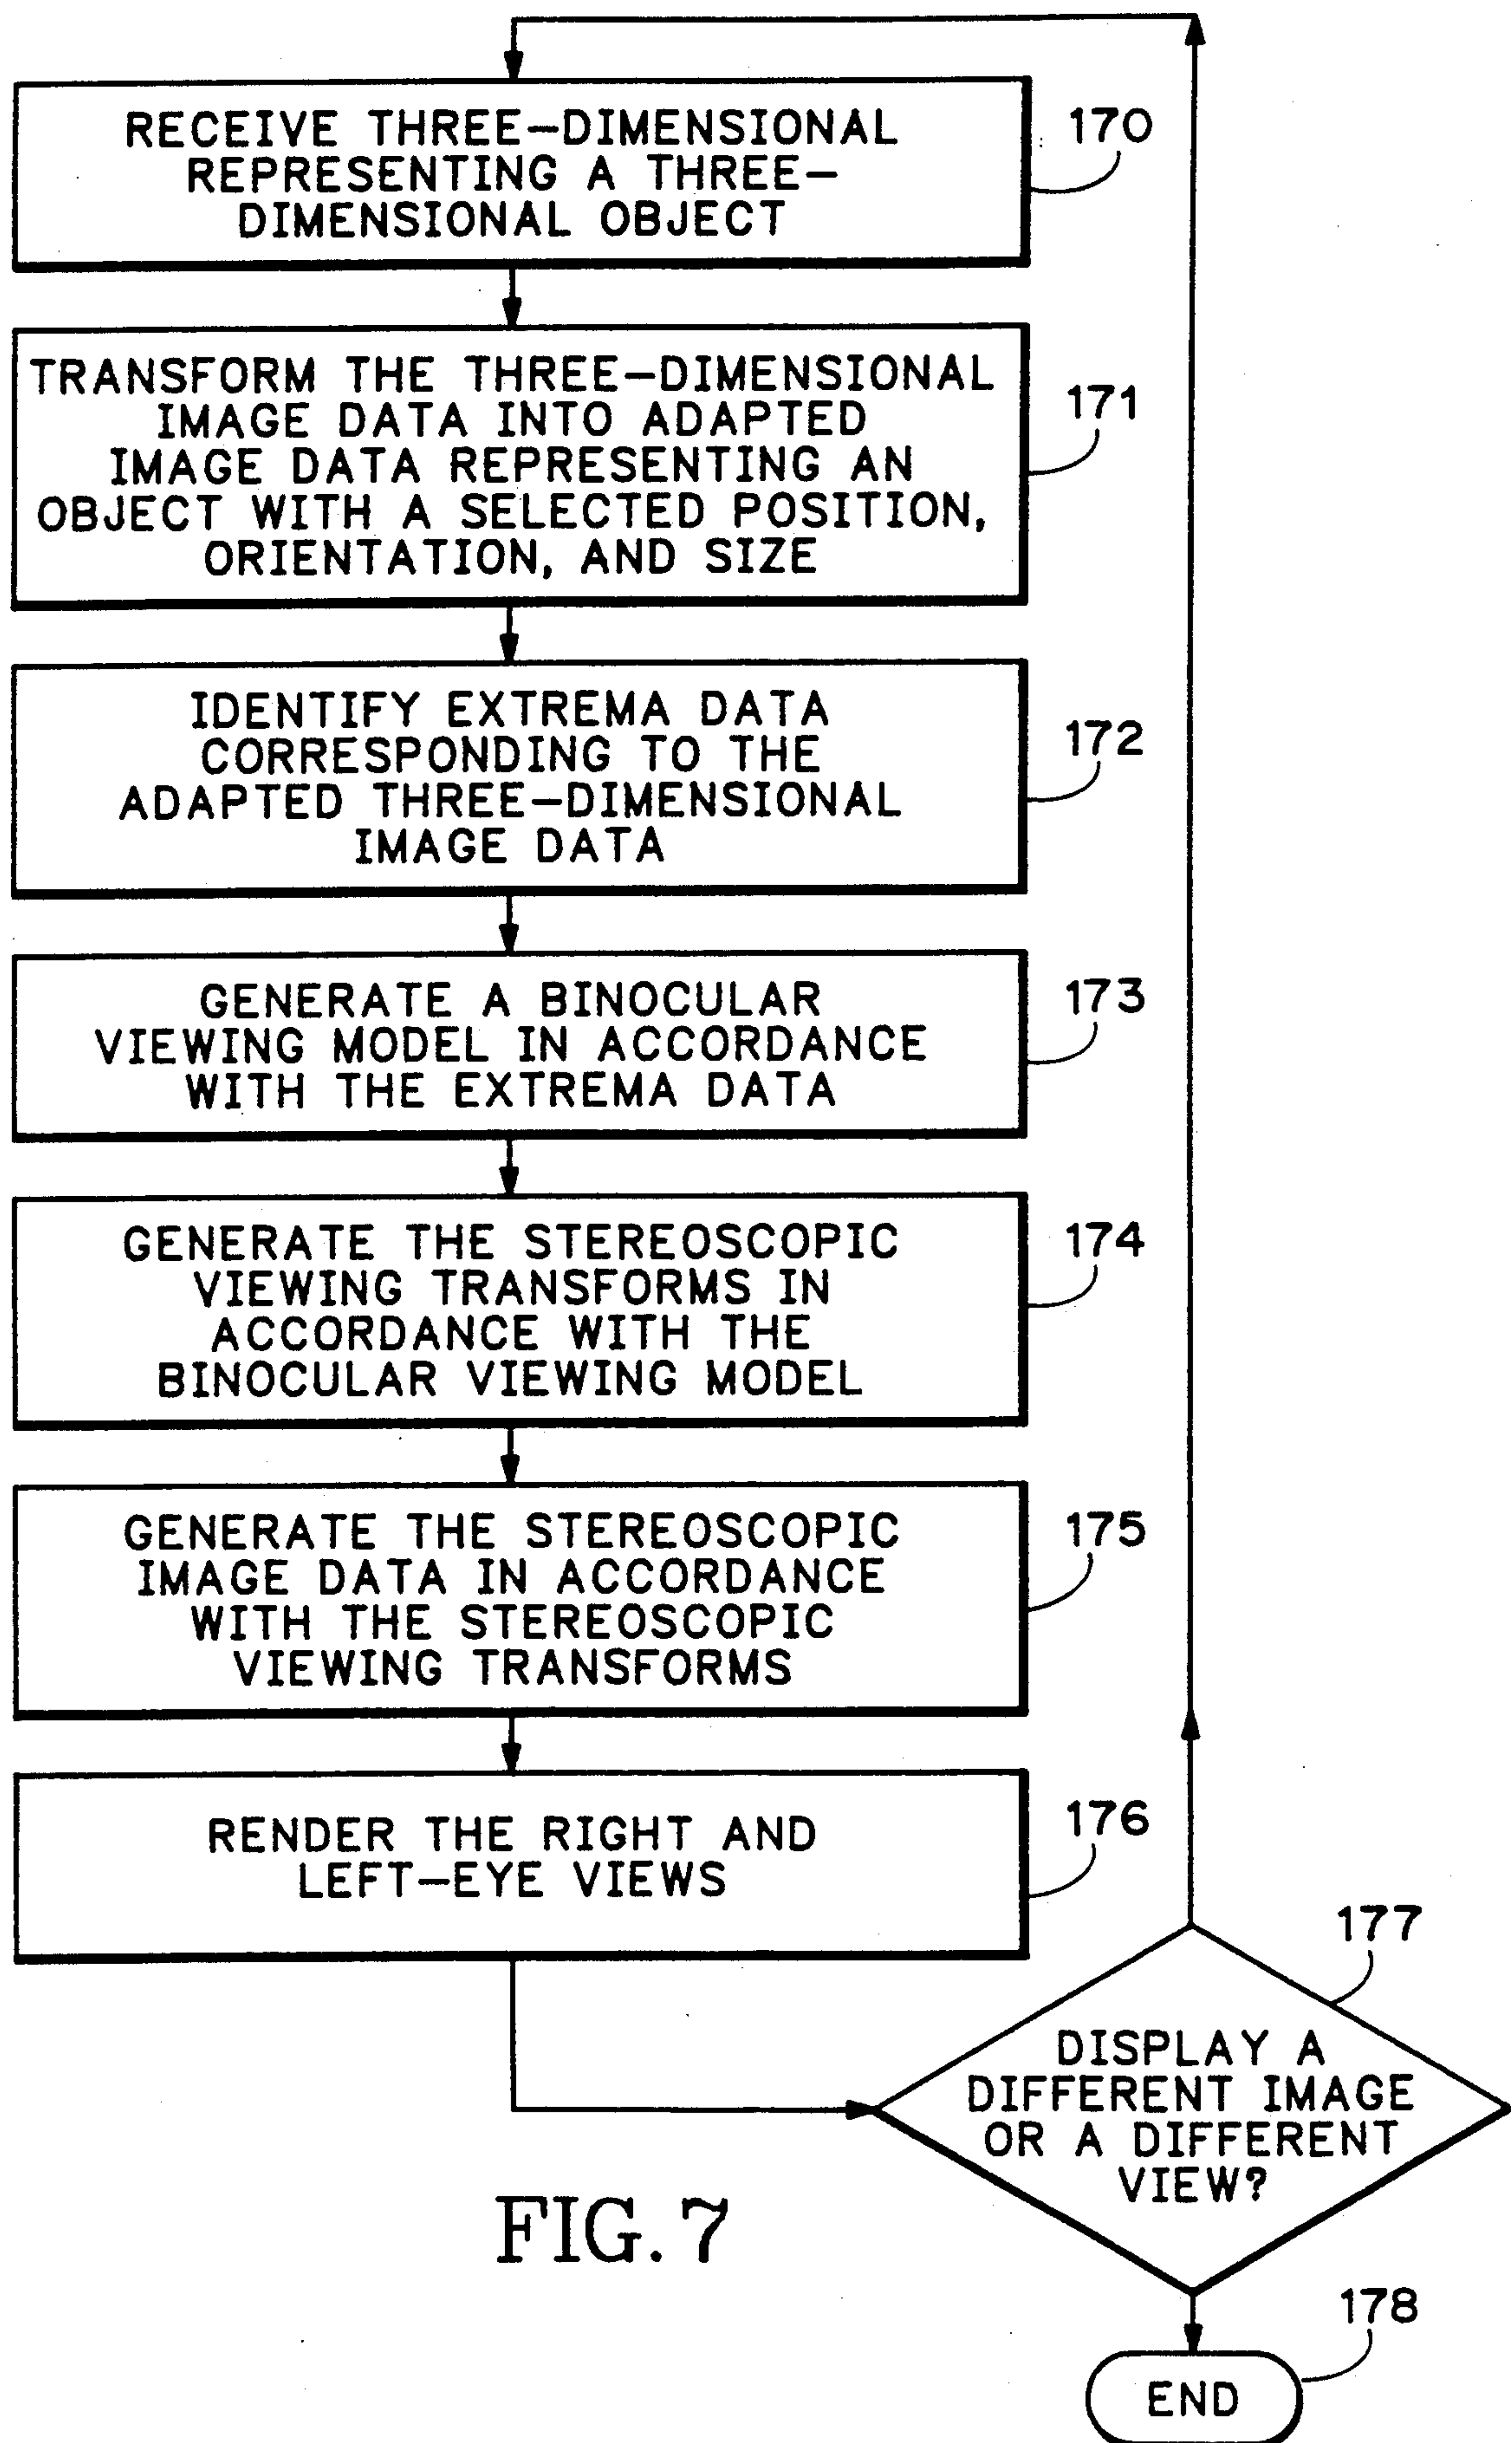 RECEIVE THREE-DIMENSIONAL
REPRESENTING A THREE-
DIMENSIONAL OBJECT
170
TRANSFORM THE THREE-DIMENSIONAL
IMAGE DATA INTO ADAPTED
IMAGE DATA REPRESENTING AN
OBJECT WITH A SELECTED POSITION,
ORIENTATION, AND SIZE
171
IDENTIFY EXTREMA DATA
CORRESPONDING TO THE
ADAPTED THREE-DIMENSIONAL
IMAGE DATA
172
GENERATE A BINOCULAR
VIEWING MODEL IN ACCORDANCE
WITH THE EXTREMA DATA
173
GENERATE THE STEREOSCOPIC
VIEWING TRANSFORMS IN
ACCORDANCE WITH THE
BINOCULAR VIEWING MODEL
174
GENERATE THE STEREOSCOPIC
IMAGE DATA IN ACCORDANCE
WITH THE STEREOSCOPIC
VIEWING TRANSFORMS
175
RENDER THE RIGHT AND
LEFT-EYE VIEWS
176
177
DISPLAY A
DIFFERENT IMAGE
OR A DIFFERENT
VIEW?
FIG. 7
178
END